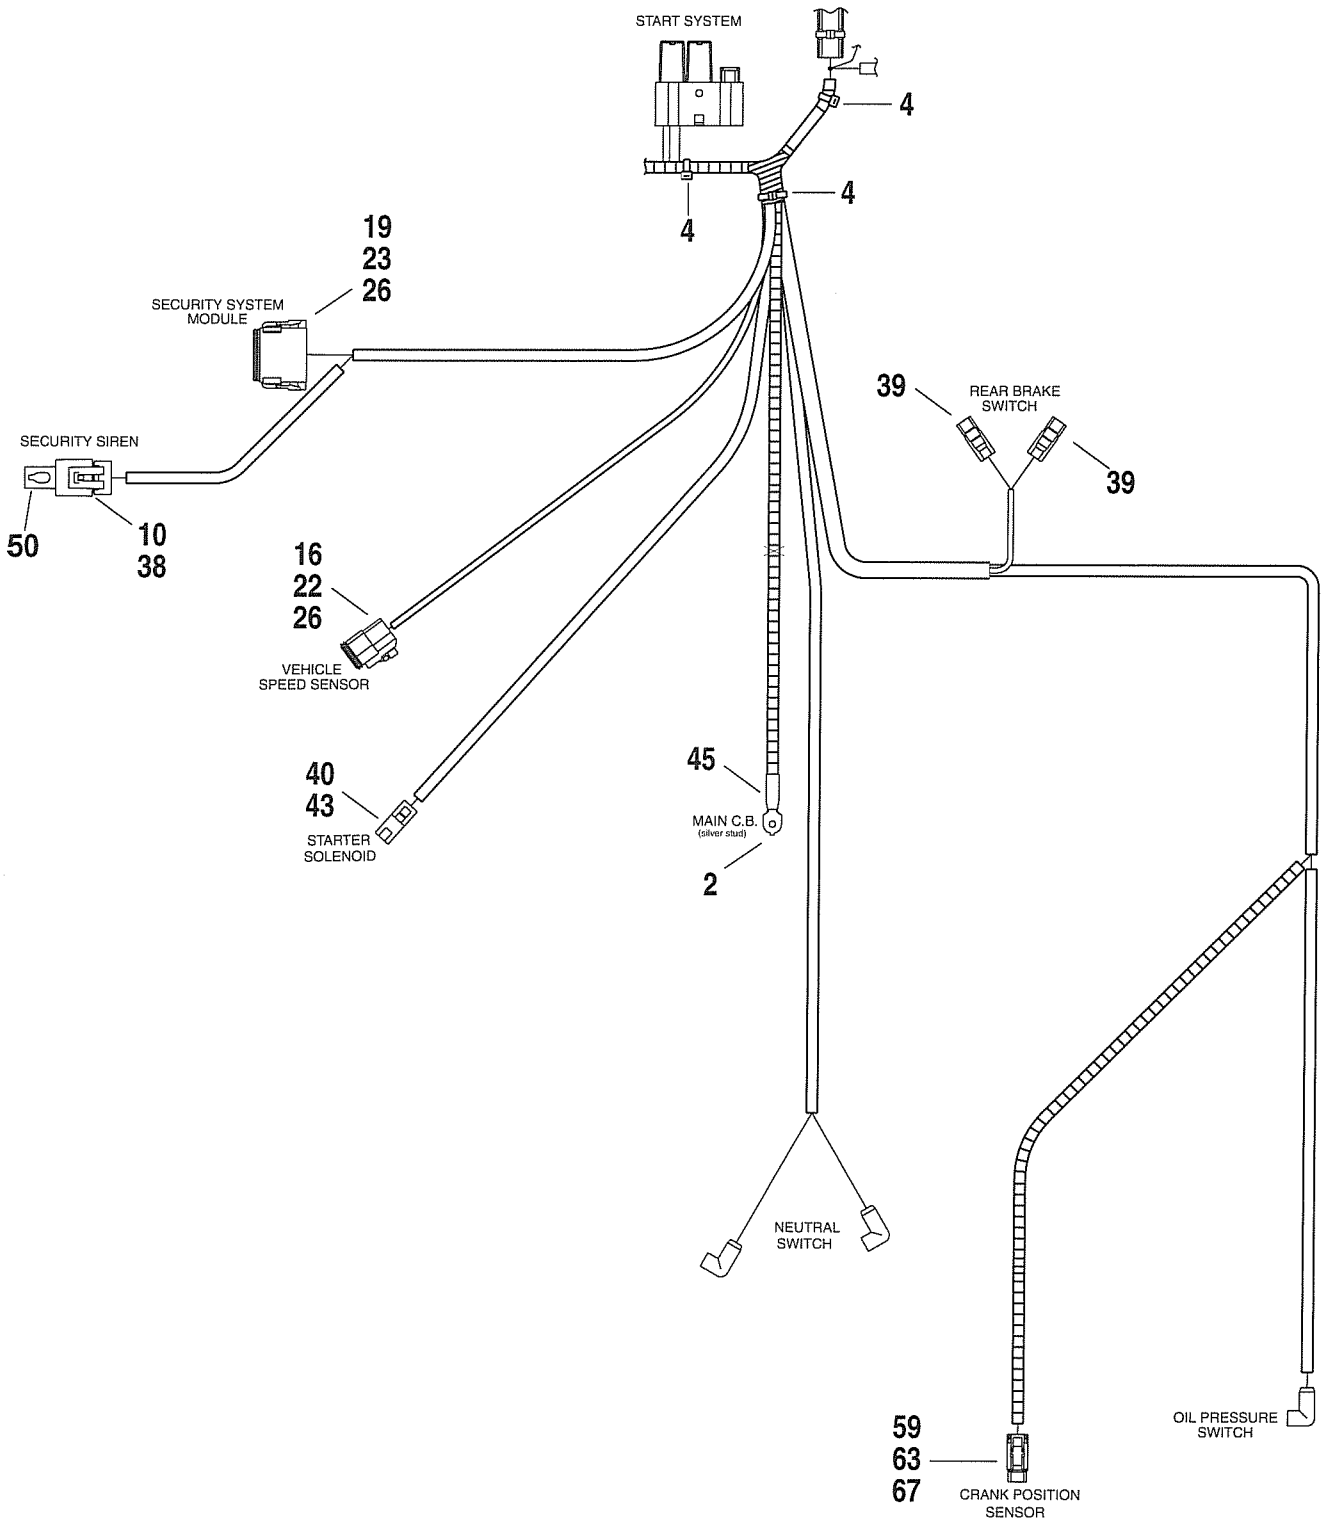 START SYSTEM
4
4
4
19
23
26
SECURITY SYSTEM
MODULE
39
REAR BRAKE
SWITCH
39
SECURITY SIREN
50
10
38
16
22
26
VEHICLE
SPEED SENSOR
45
40
43
MAIN C.B.
(silver stud)
STARTER
SOLENOID
2
NEUTRAL
SWITCH
OIL PRESSURE
SWITCH
59
63
67
CRANK POSITION
SENSOR